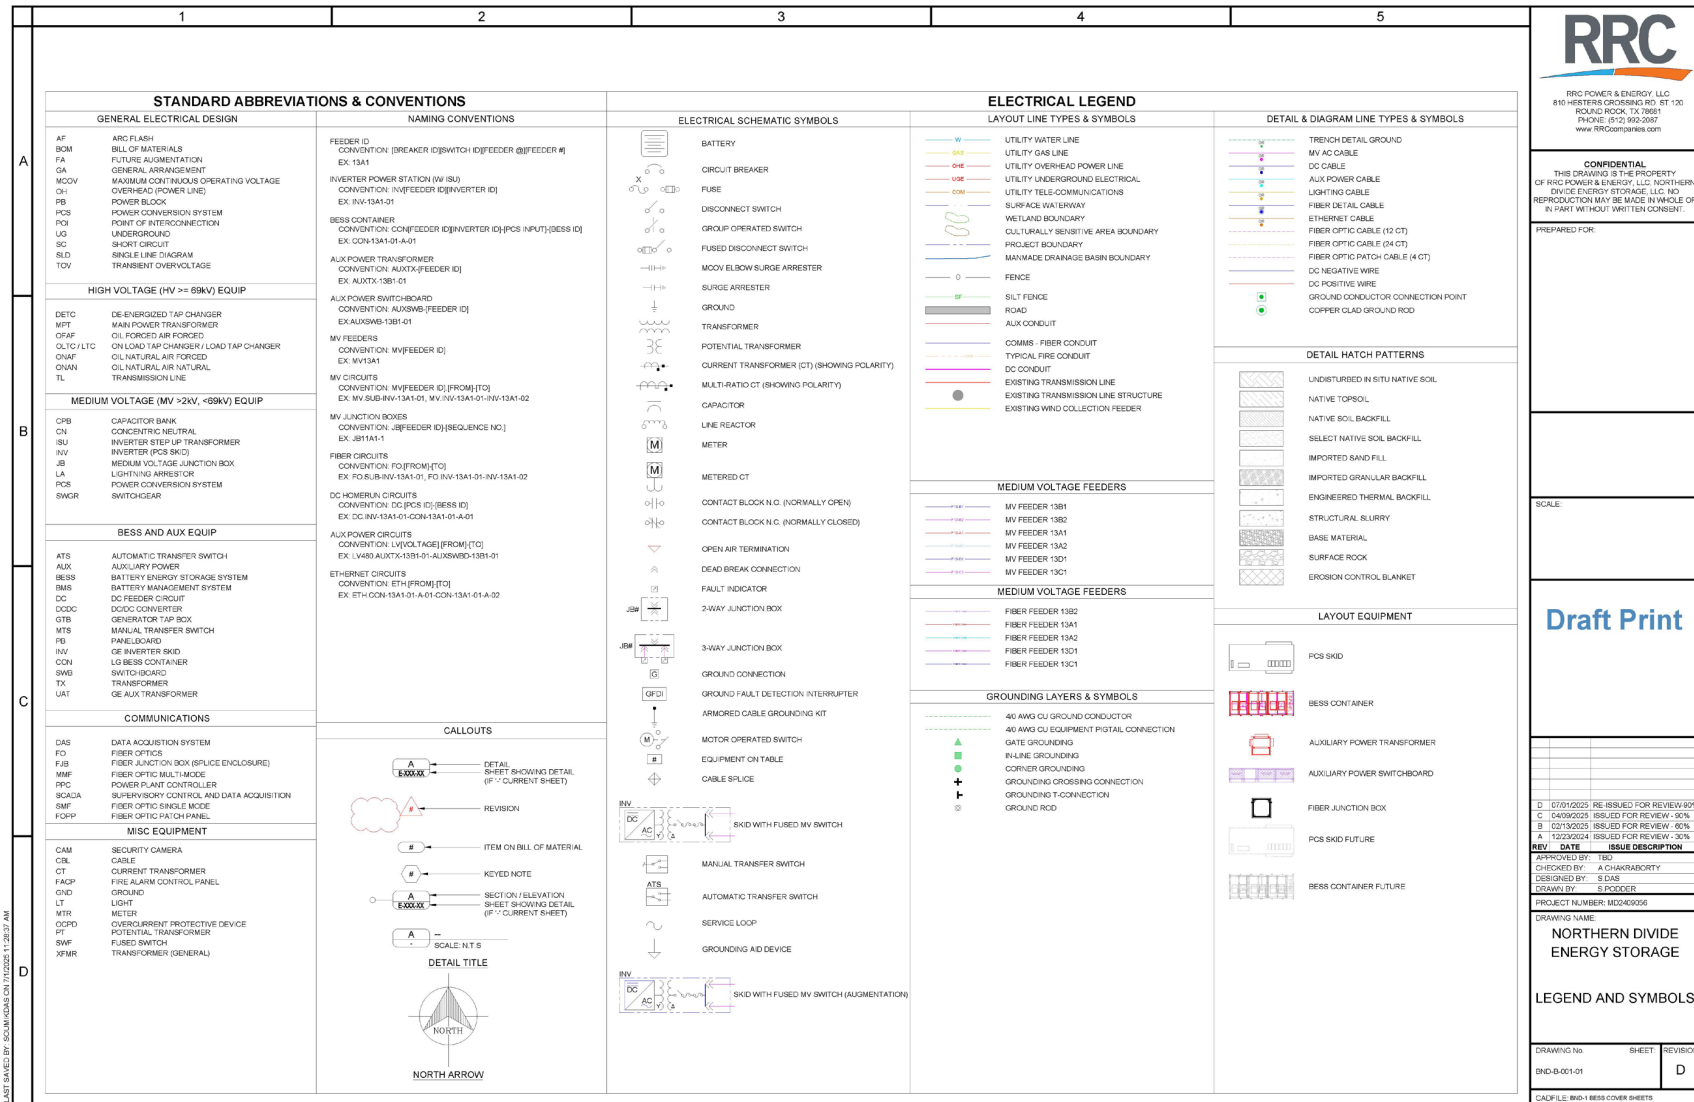 1
2
3
4
5
A
B
C
D
STANDARD ABBREVIATIONS & CONVENTIONS
GENERAL ELECTRICAL DESIGN
AF ARC FLASH
BOM BILL OF MATERIALS
FA FUTURE AUGMENTATION
GA GENERAL ARRANGEMENT
MCOV MAXIMUM CONTINUOUS OPERATING VOLTAGE
OH OVERHEAD (POWER LINE)
PB POWER BLOCK
PCS POWER CONVERSION SYSTEM
POI POINT OF INTERCONNECTION
UG UNDERGROUND
SC SHORT CIRCUIT
SLD SINGLE LINE DIAGRAM
TOV TRANSIENT OVERVOLTAGE
HIGH VOLTAGE (HV >= 69kV) EQUIP
DETC DE-ENERGIZED TAP CHANGER
MPT MAIN POWER TRANSFORMER
OFAF OIL FORCED AIR FORCED
OLTC / LTC ON LOAD TAP CHANGER / LOAD TAP CHANGER
ONAF OIL NATURAL AIR FORCED
ONAN OIL NATURAL AIR NATURAL
TL TRANSMISSION LINE
MEDIUM VOLTAGE (MV >2kV, <69kV) EQUIP
CPB CAPACITOR BANK
CN CONCENTRIC NEUTRAL
ISU INVERTER STEP UP TRANSFORMER
INV INVERTER (PCS SKID)
JB MEDIUM VOLTAGE JUNCTION BOX
LA LIGHTNING ARRESTOR
PCS POWER CONVERSION SYSTEM
SWGR SWITCHGEAR
BESS AND AUX EQUIP
ATS AUTOMATIC TRANSFER SWITCH
AUX AUXILIARY POWER
BESS BATTERY ENERGY STORAGE SYSTEM
BMS BATTERY MANAGEMENT SYSTEM
DC DC FEEDER CIRCUIT
DCDC DC/DC CONVERTER
GTB GENERATOR TAP BOX
MTS MANUAL TRANSFER SWITCH
PB PANELBOARD
INV GE INVERTER SKID
CON LG BESS CONTAINER
SWB SWITCHBOARD
TX TRANSFORMER
UAT GE AUX TRANSFORMER
COMMUNICATIONS
DAS DATA ACQUISTION SYSTEM
FO FIBER OPTICS
FJB FIBER JUNCTION BOX (SPLICE ENCLOSURE)
MMF FIBER OPTIC MULTI-MODE
PPC POWER PLANT CONTROLLER
SCADA SUPERVISORY CONTROL AND DATA ACQUISITION
SMF FIBER OPTIC SINGLE MODE
FOPP FIBER OPTIC PATCH PANEL
MISC EQUIPMENT
CAM SECURITY CAMERA
CBL CABLE
CT CURRENT TRANSFORMER
FACP FIRE ALARM CONTROL PANEL
GND GROUND
LT LIGHT
MTR METER
OCPD OVERCURRENT PROTECTIVE DEVICE
PT POTENTIAL TRANSFORMER
SWF FUSED SWITCH
XFMR TRANSFORMER (GENERAL)
NAMING CONVENTIONS
FEEDER ID
CONVENTION: [BREAKER ID][SWITCH ID][FEEDER @][FEEDER #]
EX: 13A1
INVERTER POWER STATION (W/ ISU)
CONVENTION: INV[FEEDER ID][INVERTER ID]
EX: INV-13A1-01
BESS CONTAINER
CONVENTION: CON[FEEDER ID][INVERTER ID]-[PCS INPUT]-[BESS ID]
EX: CON-13A1-01-A-01
AUX POWER TRANSFORMER
CONVENTION: AUXTX-[FEEDER ID]
EX: AUXTX-13B1-01
AUX POWER SWITCHBOARD
CONVENTION: AUXSWB-[FEEDER ID]
EX:AUXSWB-13B1-01
MV FEEDERS
CONVENTION: MV[FEEDER ID]
EX: MV13A1
MV CIRCUITS
CONVENTION: MV[FEEDER ID].[FROM]-[TO]
EX: MV.SUB-INV-13A1-01, MV.INV-13A1-01-INV-13A1-02
MV JUNCTION BOXES
CONVENTION: JB[FEEDER ID]-[SEQUENCE NO.]
EX: JB11A1-1
FIBER CIRCUITS
CONVENTION: FO.[FROM]-[TO]
EX: FO.SUB-INV-13A1-01, FO.INV-13A1-01-INV-13A1-02
DC HOMERUN CIRCUITS
CONVENTION: DC.[PCS ID]-[BESS ID]
EX: DC.INV-13A1-01-CON-13A1-01-A-01
AUX POWER CIRCUITS
CONVENTION: LV[VOLTAGE].[FROM]-[TO]
EX: LV480.AUXTX-13B1-01-AUXSWBD-13B1-01
ETHERNET CIRCUITS
CONVENTION: ETH.[FROM]-[TO]
EX: ETH.CON-13A1-01-A-01-CON-13A1-01-A-02
CALLOUTS
A
E-XXX-XX
DETAIL
SHEET SHOWING DETAIL
(IF '-' CURRENT SHEET)
# REVISION
# ITEM ON BILL OF MATERIAL
# KEYED NOTE
A
E-XXX-XX
SECTION / ELEVATION
SHEET SHOWING DETAIL
(IF '-' CURRENT SHEET)
A --
- SCALE: N.T.S
DETAIL TITLE
NORTH
NORTH ARROW
ELECTRICAL LEGEND
ELECTRICAL SCHEMATIC SYMBOLS
BATTERY
CIRCUIT BREAKER
X
FUSE
DISCONNECT SWITCH
GROUP OPERATED SWITCH
FUSED DISCONNECT SWITCH
MCOV ELBOW SURGE ARRESTER
SURGE ARRESTER
GROUND
TRANSFORMER
POTENTIAL TRANSFORMER
CURRENT TRANSFORMER (CT) (SHOWING POLARITY)
MULTI-RATIO CT (SHOWING POLARITY)
CAPACITOR
LINE REACTOR
M METER
M METERED CT
CONTACT BLOCK N.O. (NORMALLY OPEN)
CONTACT BLOCK N.C. (NORMALLY CLOSED)
OPEN AIR TERMINATION
DEAD BREAK CONNECTION
FAULT INDICATOR
JB# 2-WAY JUNCTION BOX
JB# 3-WAY JUNCTION BOX
G GROUND CONNECTION
GFDI GROUND FAULT DETECTION INTERRUPTER
ARMORED CABLE GROUNDING KIT
M MOTOR OPERATED SWITCH
# EQUIPMENT ON TABLE
CABLE SPLICE
INV
DC
AC Y Δ
SKID WITH FUSED MV SWITCH
MANUAL TRANSFER SWITCH
ATS
AUTOMATIC TRANSFER SWITCH
SERVICE LOOP
GROUNDING AID DEVICE
INV
DC
AC Y Δ
SKID WITH FUSED MV SWITCH (AUGMENTATION)
LAYOUT LINE TYPES & SYMBOLS
W UTILITY WATER LINE
GAS UTILITY GAS LINE
OHE UTILITY OVERHEAD POWER LINE
UGE UTILITY UNDERGROUND ELECTRICAL
COM UTILITY TELE-COMMUNICATIONS
SURFACE WATERWAY
WETLAND BOUNDARY
CULTURALLY SENSITIVE AREA BOUNDARY
PROJECT BOUNDARY
MANMADE DRAINAGE BASIN BOUNDARY
FENCE
SF SILT FENCE
ROAD
AUX CONDUIT
COMMS - FIBER CONDUIT
TYPICAL FIRE CONDUIT
DC CONDUIT
EXISTING TRANSMISSION LINE
EXISTING TRANSMISSION LINE STRUCTURE
EXISTING WIND COLLECTION FEEDER
MEDIUM VOLTAGE FEEDERS
MV FEEDER 13B1
MV FEEDER 13B2
MV FEEDER 13A1
MV FEEDER 13A2
MV FEEDER 13D1
MV FEEDER 13C1
MEDIUM VOLTAGE FEEDERS
FIBER FEEDER 13B2
FIBER FEEDER 13A1
FIBER FEEDER 13A2
FIBER FEEDER 13D1
FIBER FEEDER 13C1
GROUNDING LAYERS & SYMBOLS
4/0 AWG CU GROUND CONDUCTOR
4/0 AWG CU EQUIPMENT PIGTAIL CONNECTION
GATE GROUNDING
IN-LINE GROUNDING
CORNER GROUNDING
GROUNDING CROSSING CONNECTION
GROUNDING T-CONNECTION
GROUND ROD
DETAIL & DIAGRAM LINE TYPES & SYMBOLS
TRENCH DETAIL GROUND
MV AC CABLE
DC CABLE
AUX POWER CABLE
LIGHTING CABLE
FIBER DETAIL CABLE
ETHERNET CABLE
FIBER OPTIC CABLE (12 CT)
FIBER OPTIC CABLE (24 CT)
FIBER OPTIC PATCH CABLE (4 CT)
DC NEGATIVE WIRE
DC POSITIVE WIRE
GROUND CONDUCTOR CONNECTION POINT
COPPER CLAD GROUND ROD
DETAIL HATCH PATTERNS
UNDISTURBED IN SITU NATIVE SOIL
NATIVE TOPSOIL
NATIVE SOIL BACKFILL
SELECT NATIVE SOIL BACKFILL
IMPORTED SAND FILL
IMPORTED GRANULAR BACKFILL
ENGINEERED THERMAL BACKFILL
STRUCTURAL SLURRY
BASE MATERIAL
SURFACE ROCK
EROSION CONTROL BLANKET
LAYOUT EQUIPMENT
PCS SKID
BESS CONTAINER
AUXILIARY POWER TRANSFORMER
AUXILIARY POWER SWITCHBOARD
FIBER JUNCTION BOX
PCS SKID FUTURE
BESS CONTAINER FUTURE
RRC
RRC POWER & ENERGY, LLC
810 HESTERS CROSSING RD. ST 120
ROUND ROCK, TX 78681
PHONE: (512) 992-2087
www.RRCcompanies.com
CONFIDENTIAL
THIS DRAWING IS THE PROPERTY
OF RRC POWER & ENERGY, LLC, NORTHERN
DIVIDE ENERGY STORAGE, LLC. NO
REPRODUCTION MAY BE MADE IN WHOLE OR
IN PART WITHOUT WRITTEN CONSENT.
PREPARED FOR:
SCALE:
Draft Print
D 07/01/2025 RE-ISSUED FOR REVIEW-90%
C 04/09/2025 ISSUED FOR REVIEW - 90%
B 02/13/2025 ISSUED FOR REVIEW - 60%
A 12/23/2024 ISSUED FOR REVIEW - 30%
REV DATE ISSUE DESCRIPTION
APPROVED BY: TBD
CHECKED BY: A.CHAKRABORTY
DESIGNED BY: S.DAS
DRAWN BY: S.PODDER
PROJECT NUMBER: MD2409056
DRAWING NAME:
NORTHERN DIVIDE
ENERGY STORAGE
LEGEND AND SYMBOLS
DRAWING No. SHEET: REVISION
BND-B-001-01 D
CADFILE: BND-1 BESS COVER SHEETS
LAST SAVED BY: SOUMIKDAS ON 7/1/2025 11:28:37 AM